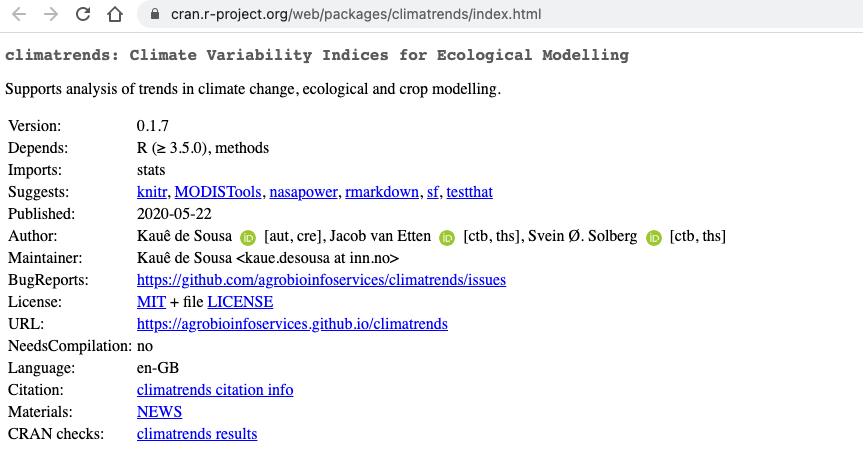 cran.r-project.org/web/packages/climatrends/index.html
climatrends: Climate Variability Indices for Ecological Modelling
Supports analysis of trends in climate change, ecological and crop modelling.
Version: 0.1.7
Depends: R (≥ 3.5.0), methods
Imports: stats
Suggests: knitr, MODISTools, nasapower, rmarkdown, sf, testthat
Published: 2020-05-22
Author: Kauê de Sousa iD [aut, cre], Jacob van Etten iD [ctb, ths], Svein Ø. Solberg iD [ctb, ths]
Maintainer: Kauê de Sousa <kaue.desousa at inn.no>
BugReports: https://github.com/agrobioinfoservices/climatrends/issues
License: MIT + file LICENSE
URL: https://agrobioinfoservices.github.io/climatrends
NeedsCompilation: no
Language: en-GB
Citation: climatrends citation info
Materials: NEWS
CRAN checks: climatrends results